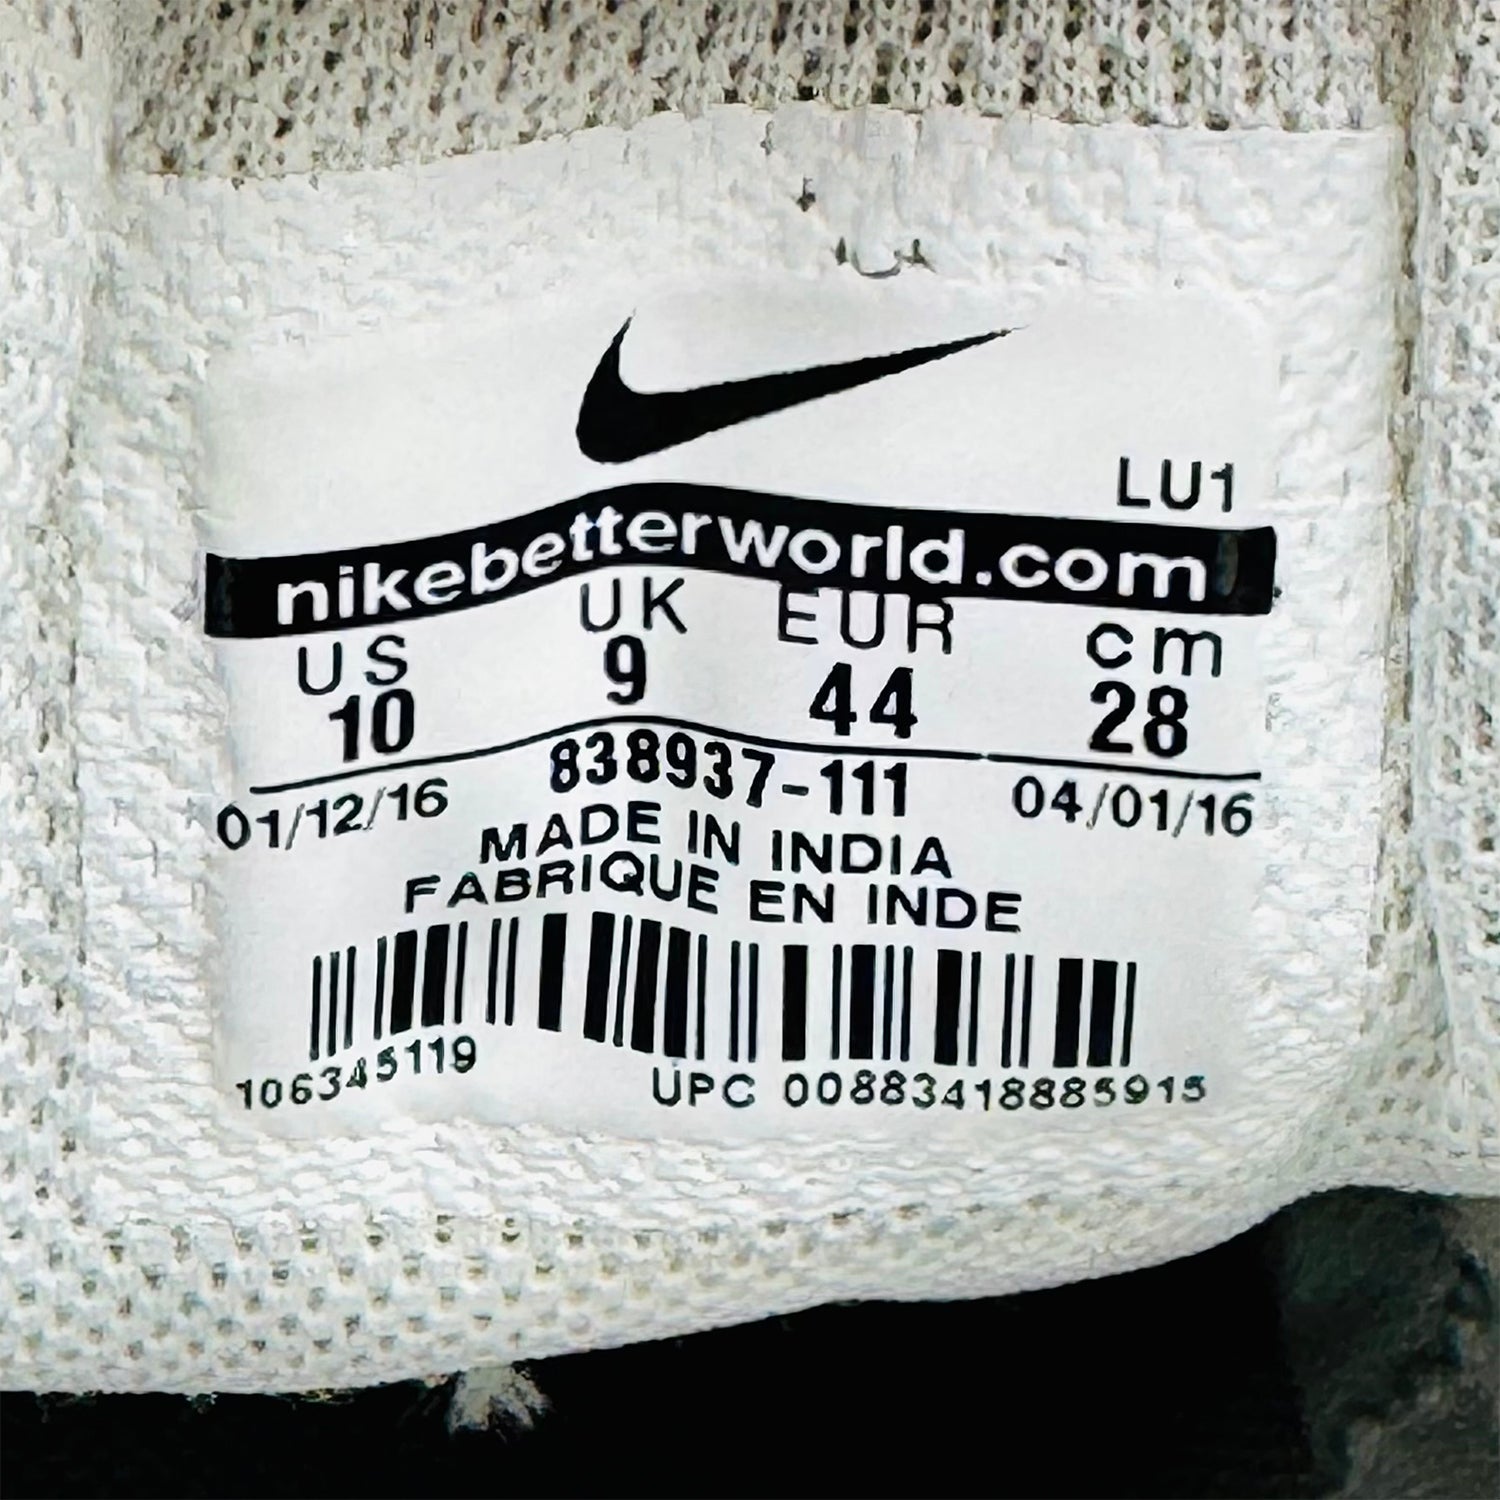 LU1
nikebetterworld.com
US UK EUR cm
10 9 44 28
838937-111
01/12/16 04/01/16
MADE IN INDIA
FABRIQUE EN INDE
106345119 UPC 00883418885915